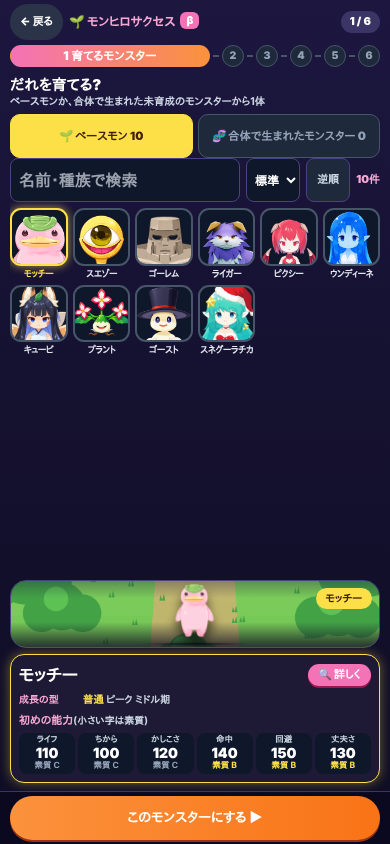 ← 戻る
🌱 モンヒロサクセス β
1 / 6
1 育てるモンスター
2
3
4
5
6
だれを育てる?
ベースモンか、合体で生まれた未育成のモンスターから1体
🌱 ベースモン 10
🧬 合体で生まれたモンスター 0
名前・種族で検索
標準
逆順
10件
モッチー
スエゾー
ゴーレム
ライガー
ピクシー
ウンディーネ
キュービ
プラント
ゴースト
スネグーラチカ
モッチー
モッチー
🔍 詳しく
成長の型 普通 ピーク ミドル期
初めの能力(小さい字は素質)
ライフ
110
素質 C
ちから
100
素質 C
かしこさ
120
素質 C
命中
140
素質 B
回避
150
素質 B
丈夫さ
130
素質 B
このモンスターにする ▶